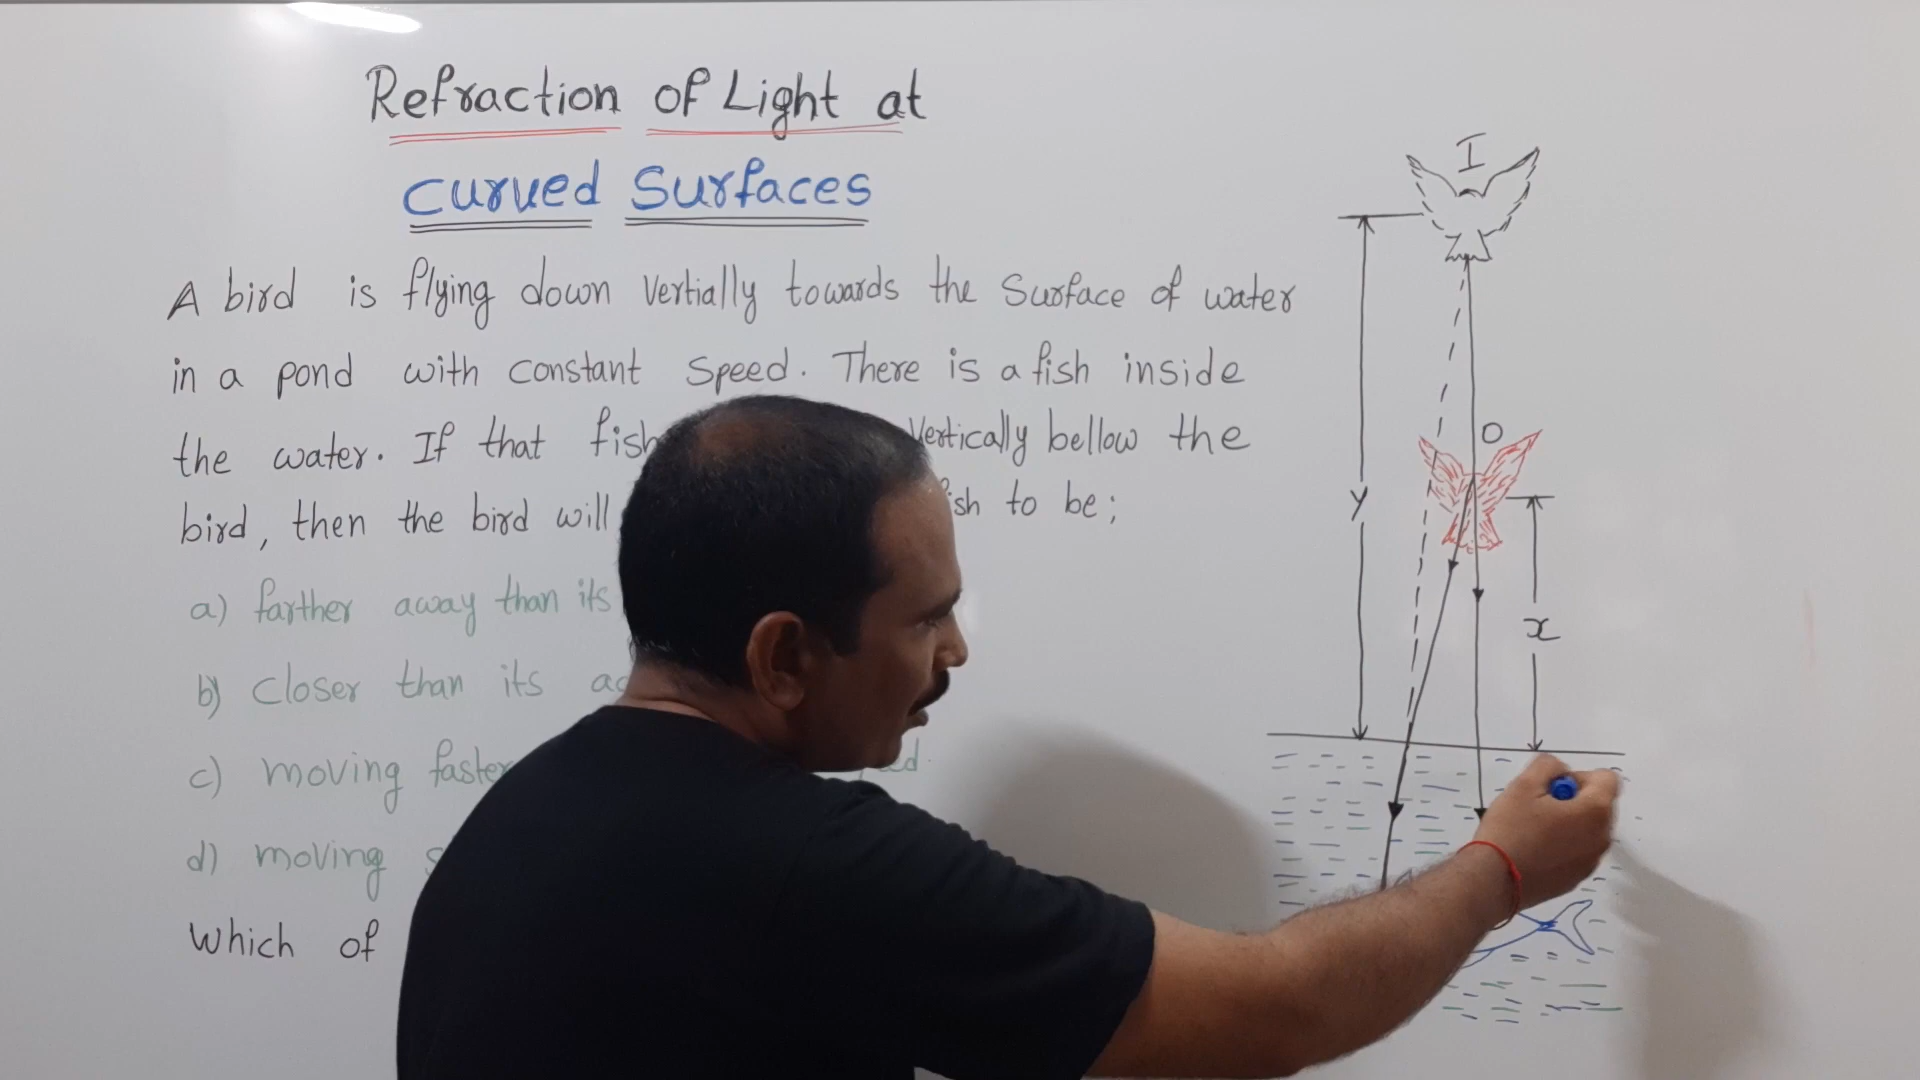 Refraction of Light at
Curved Surfaces
A bird is flying down Vertially towards the Surface of water
in a pond with constant Speed. There is a fish inside
the water. If that fish Vertically bellow the
bird, then the bird will to be;
a) farther away than its
b) Closer than its
c) moving faster
d) moving
Which of
I
O
y
x